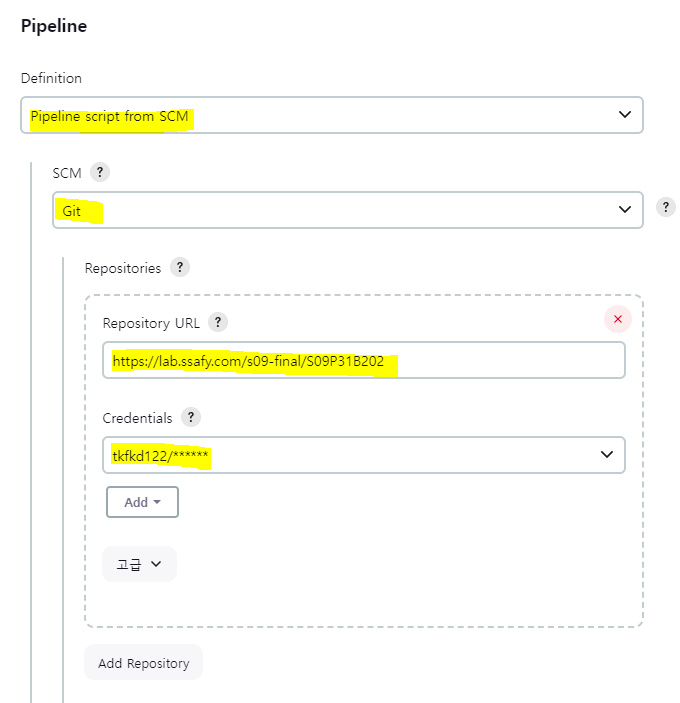 Pipeline
Definition
Pipeline script from SCM
SCM ?
Git
?
Repositories ?
Repository URL ?
https://lab.ssafy.com/s09-final/S09P31B202
Credentials ?
tkfkd122/******
Add
고급
Add Repository